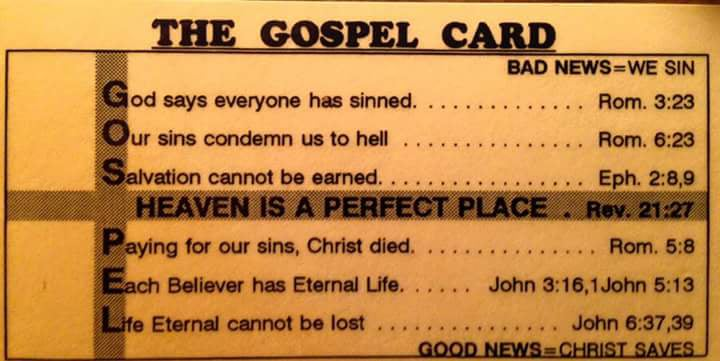 THE GOSPEL CARD
BAD NEWS=WE SIN
God says everyone has sinned. . . . . . . . . . . . . . . Rom. 3:23
Our sins condemn us to hell . . . . . . . . . . . . . . . Rom. 6:23
Salvation cannot be earned. . . . . . . . . . . . . . . . Eph. 2:8,9
HEAVEN IS A PERFECT PLACE . Rev. 21:27
Paying for our sins, Christ died. . . . . . . . . . . . . Rom. 5:8
Each Believer has Eternal Life. . . . . . John 3:16,1John 5:13
Life Eternal cannot be lost . . . . . . . . . . . . . John 6:37,39
GOOD NEWS=CHRIST SAVES